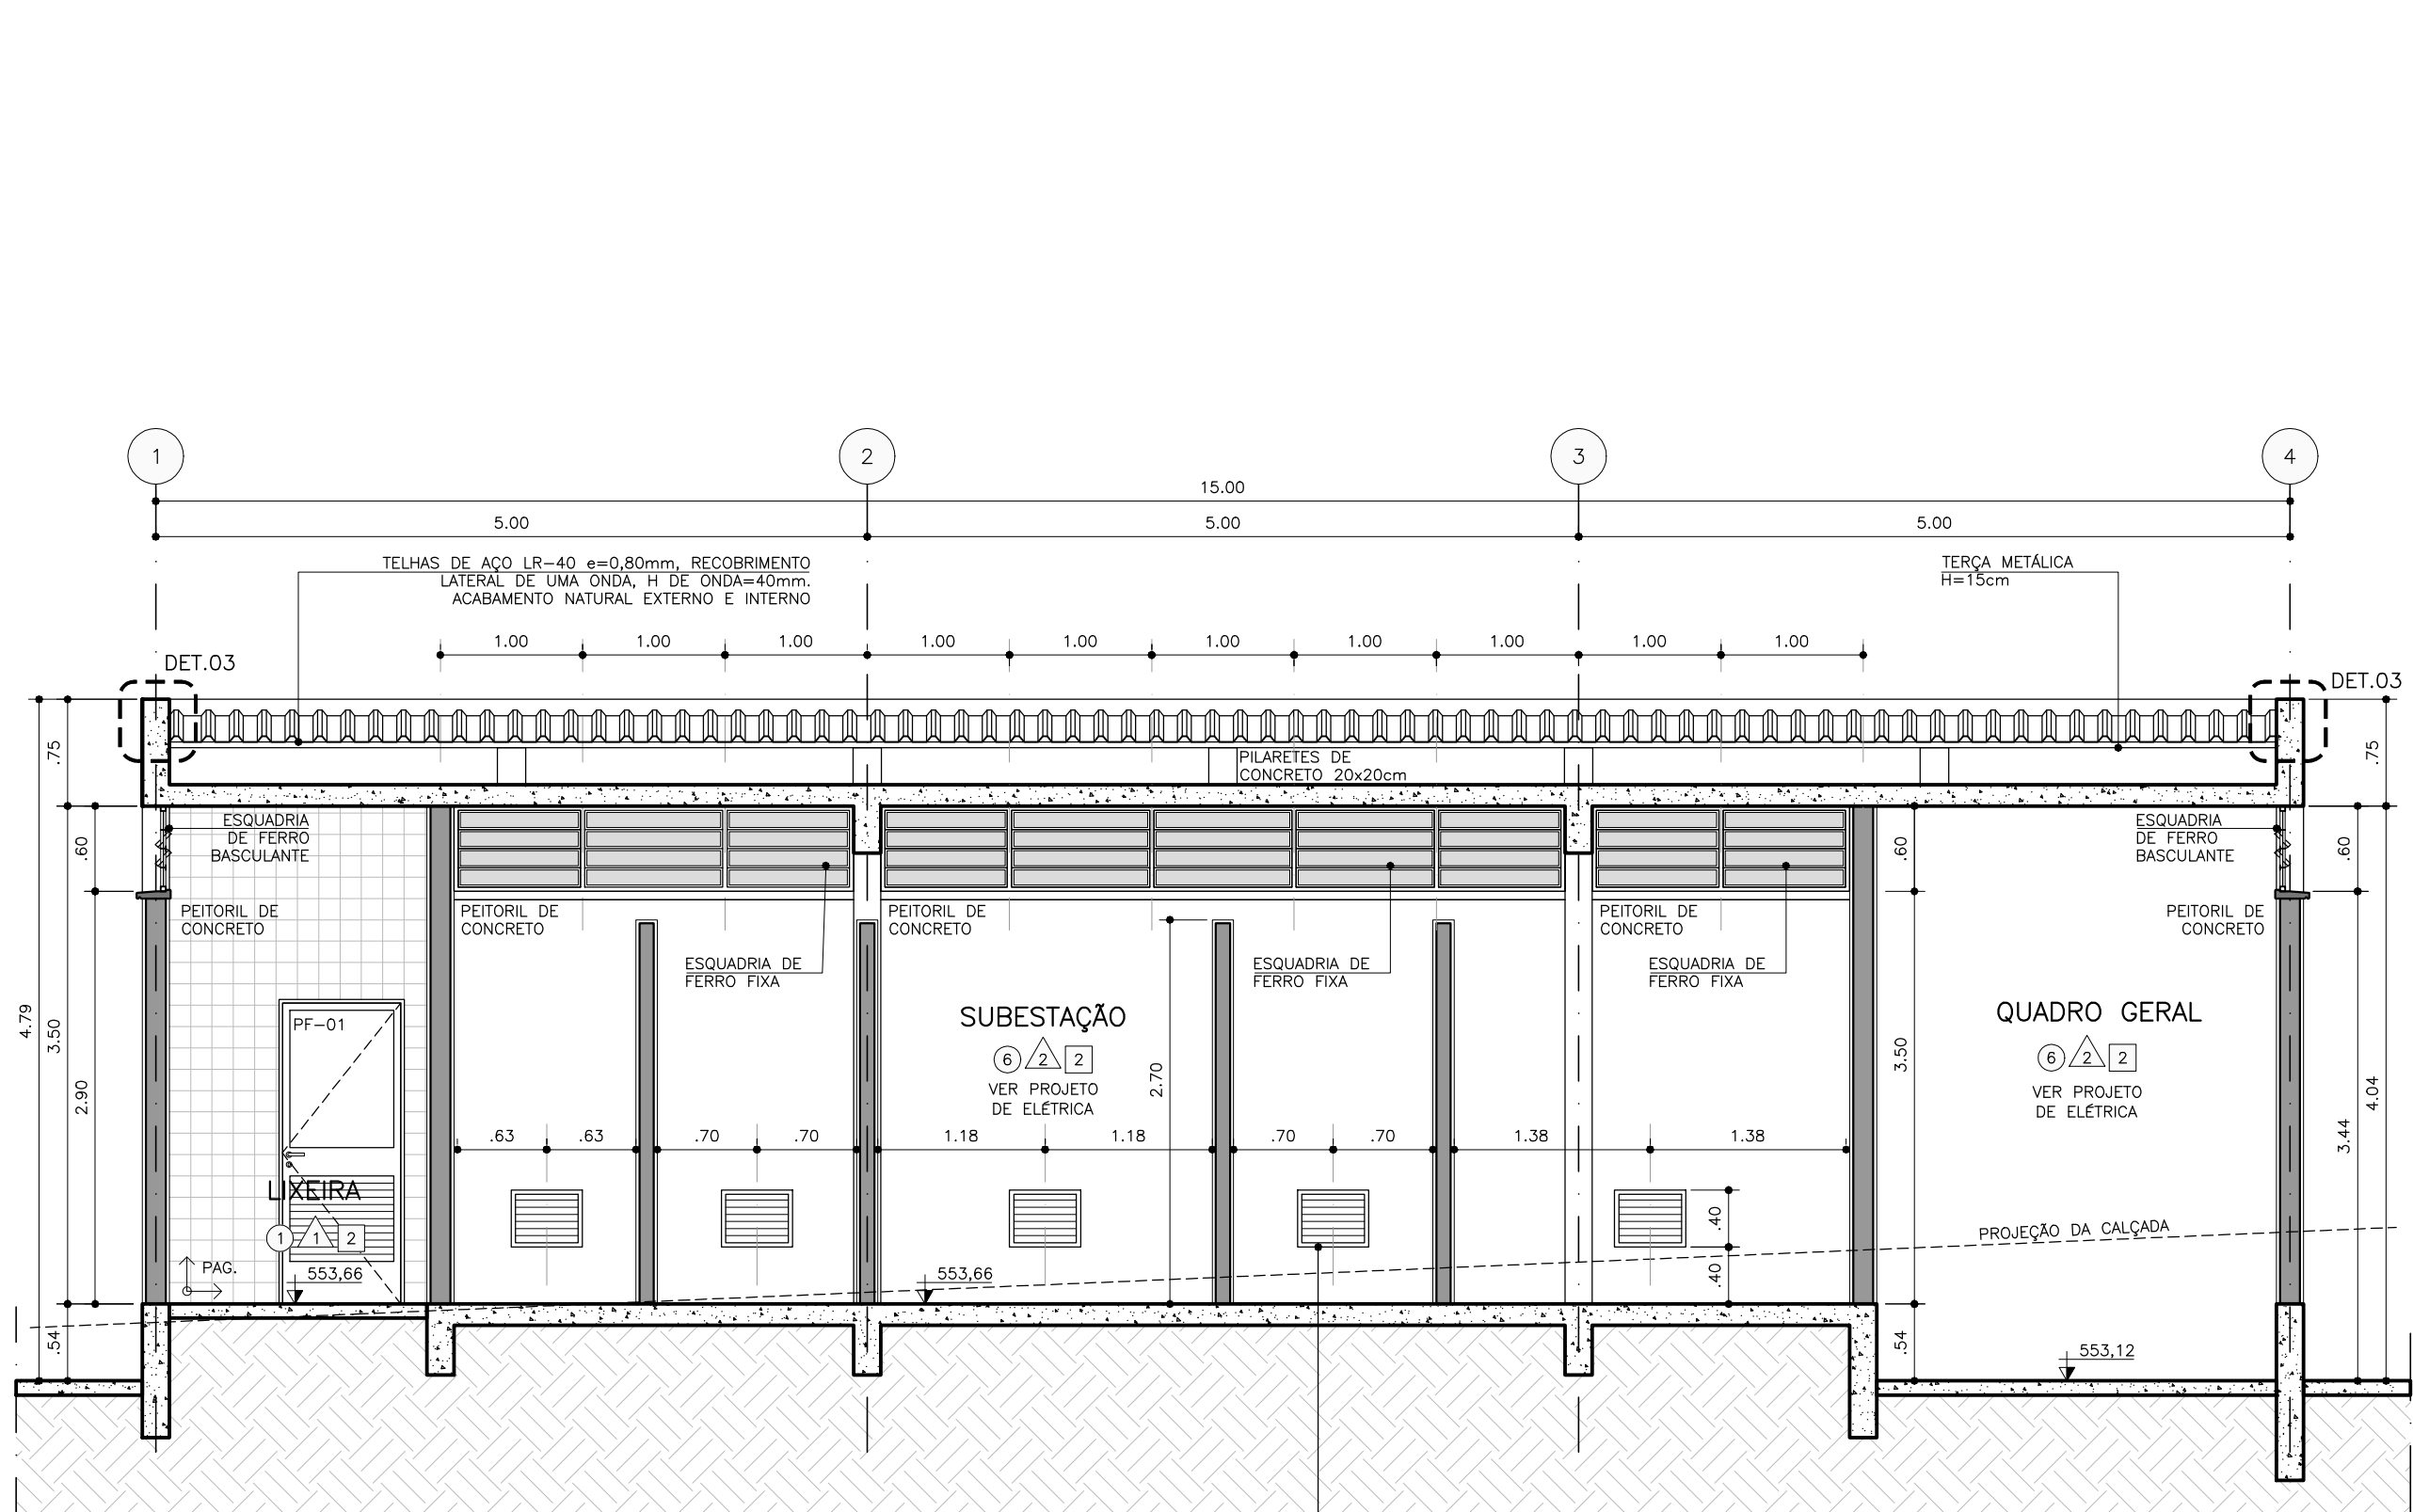 1
2
3
4
15.00
5.00
5.00
5.00
TELHAS DE AÇO LR-40 e=0,80mm, RECOBRIMENTO
LATERAL DE UMA ONDA, H DE ONDA=40mm.
ACABAMENTO NATURAL EXTERNO E INTERNO
TERÇA METÁLICA
H=15cm
1.00
1.00
1.00
1.00
1.00
1.00
1.00
1.00
1.00
1.00
DET.03
DET.03
.75
.75
PILARETES DE
CONCRETO 20x20cm
ESQUADRIA
DE FERRO
BASCULANTE
ESQUADRIA
DE FERRO
BASCULANTE
.60
.60
.60
PEITORIL DE
CONCRETO
PEITORIL DE
CONCRETO
PEITORIL DE
CONCRETO
PEITORIL DE
CONCRETO
PEITORIL DE
CONCRETO
ESQUADRIA DE
FERRO FIXA
ESQUADRIA DE
FERRO FIXA
ESQUADRIA DE
FERRO FIXA
4.79
3.50
2.90
PF-01
SUBESTAÇÃO
6
2
2
VER PROJETO
DE ELÉTRICA
2.70
QUADRO GERAL
6
2
2
VER PROJETO
DE ELÉTRICA
3.50
3.44
4.04
.63
.63
.70
.70
1.18
1.18
.70
.70
1.38
1.38
LIXEIRA
1
1
2
PAG.
553,66
553,66
.40
.40
PROJEÇÃO DA CALÇADA
.54
.54
553,12